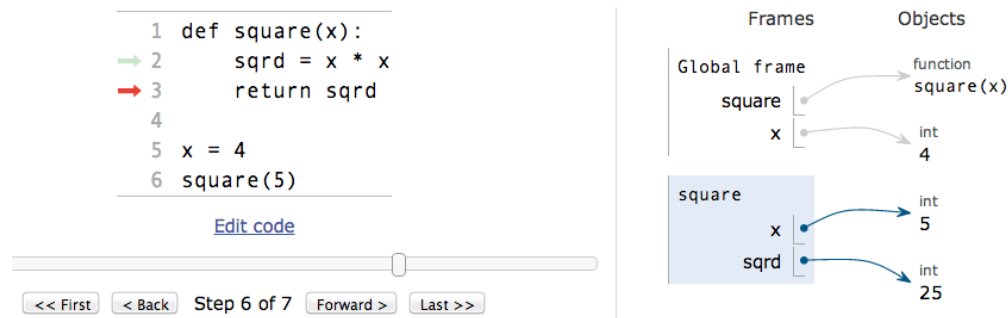 1 def square(x):
2     sqrd = x * x
3     return sqrd
4
5 x = 4
6 square(5)
Edit code
<< First < Back Step 6 of 7 Forward > Last >>
Frames Objects
Global frame
square
x
function
square(x)
int
4
square
x
sqrd
int
5
int
25